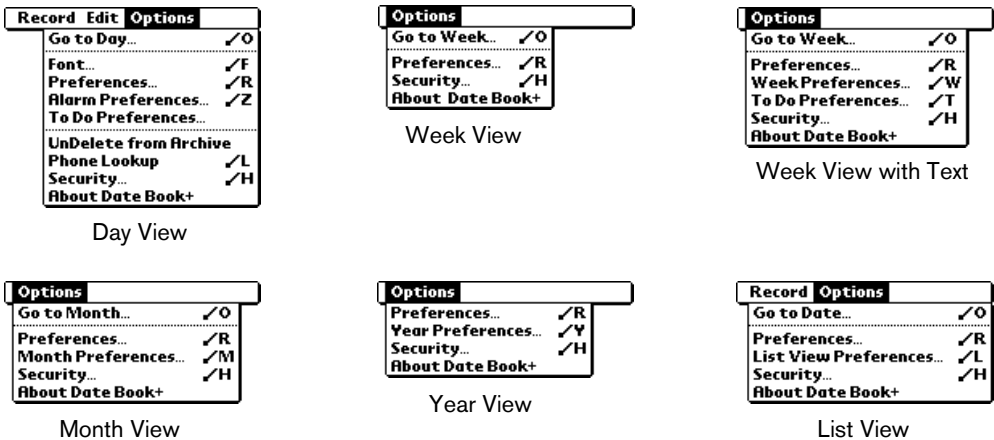 Record Edit Options
Go to Day… ✓O
Font… ✓F
Preferences… ✓R
Alarm Preferences… ✓Z
To Do Preferences…
UnDelete from Archive
Phone Lookup ✓L
Security… ✓H
About Date Book+
Day View
Options
Go to Week… ✓O
Preferences… ✓R
Security… ✓H
About Date Book+
Week View
Options
Go to Week… ✓O
Preferences… ✓R
Week Preferences… ✓W
To Do Preferences… ✓T
Security… ✓H
About Date Book+
Week View with Text
Options
Go to Month… ✓O
Preferences… ✓R
Month Preferences… ✓M
Security… ✓H
About Date Book+
Month View
Options
Preferences… ✓R
Year Preferences… ✓Y
Security… ✓H
About Date Book+
Year View
Record Options
Go to Date… ✓O
Preferences… ✓R
List View Preferences… ✓L
Security… ✓H
About Date Book+
List View